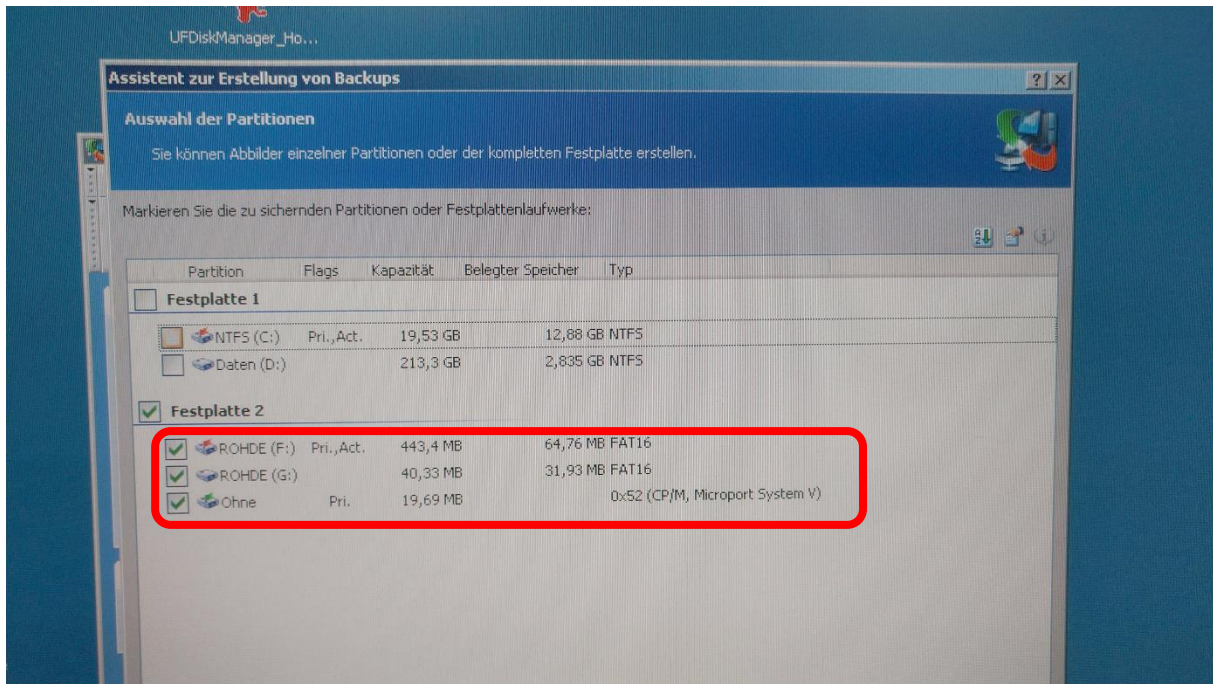 UFDiskManager_Ho...
Assistent zur Erstellung von Backups
Auswahl der Partitionen
Sie können Abbilder einzelner Partitionen oder der kompletten Festplatte erstellen.
Markieren Sie die zu sichernden Partitionen oder Festplattenlaufwerke:
Partition Flags Kapazität Belegter Speicher Typ
Festplatte 1
NTFS (C:) Pri.,Act. 19,53 GB 12,88 GB NTFS
Daten (D:) 213,3 GB 2,835 GB NTFS
Festplatte 2
ROHDE (F:) Pri.,Act. 443,4 MB 64,76 MB FAT16
ROHDE (G:) 40,33 MB 31,93 MB FAT16
Ohne Pri. 19,69 MB 0x52 (CP/M, Microport System V)